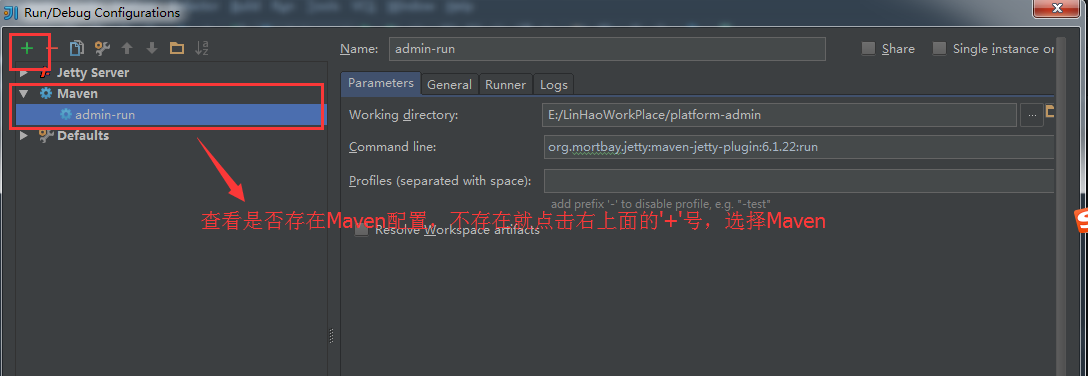 Run/Debug Configurations
Name:
admin-run
Share
Single instance on
Jetty Server
Maven
admin-run
Defaults
Parameters
General
Runner
Logs
Working directory:
E:/LinHaoWorkPlace/platform-admin
...
Command line:
org.mortbay.jetty:maven-jetty-plugin:6.1.22:run
Profiles (separated with space):
add prefix '-' to disable profile, e.g. "-test"
查看是否存在Maven配置，不存在就点击右上面的'+'号，选择Maven
Resolve Workspace artifacts